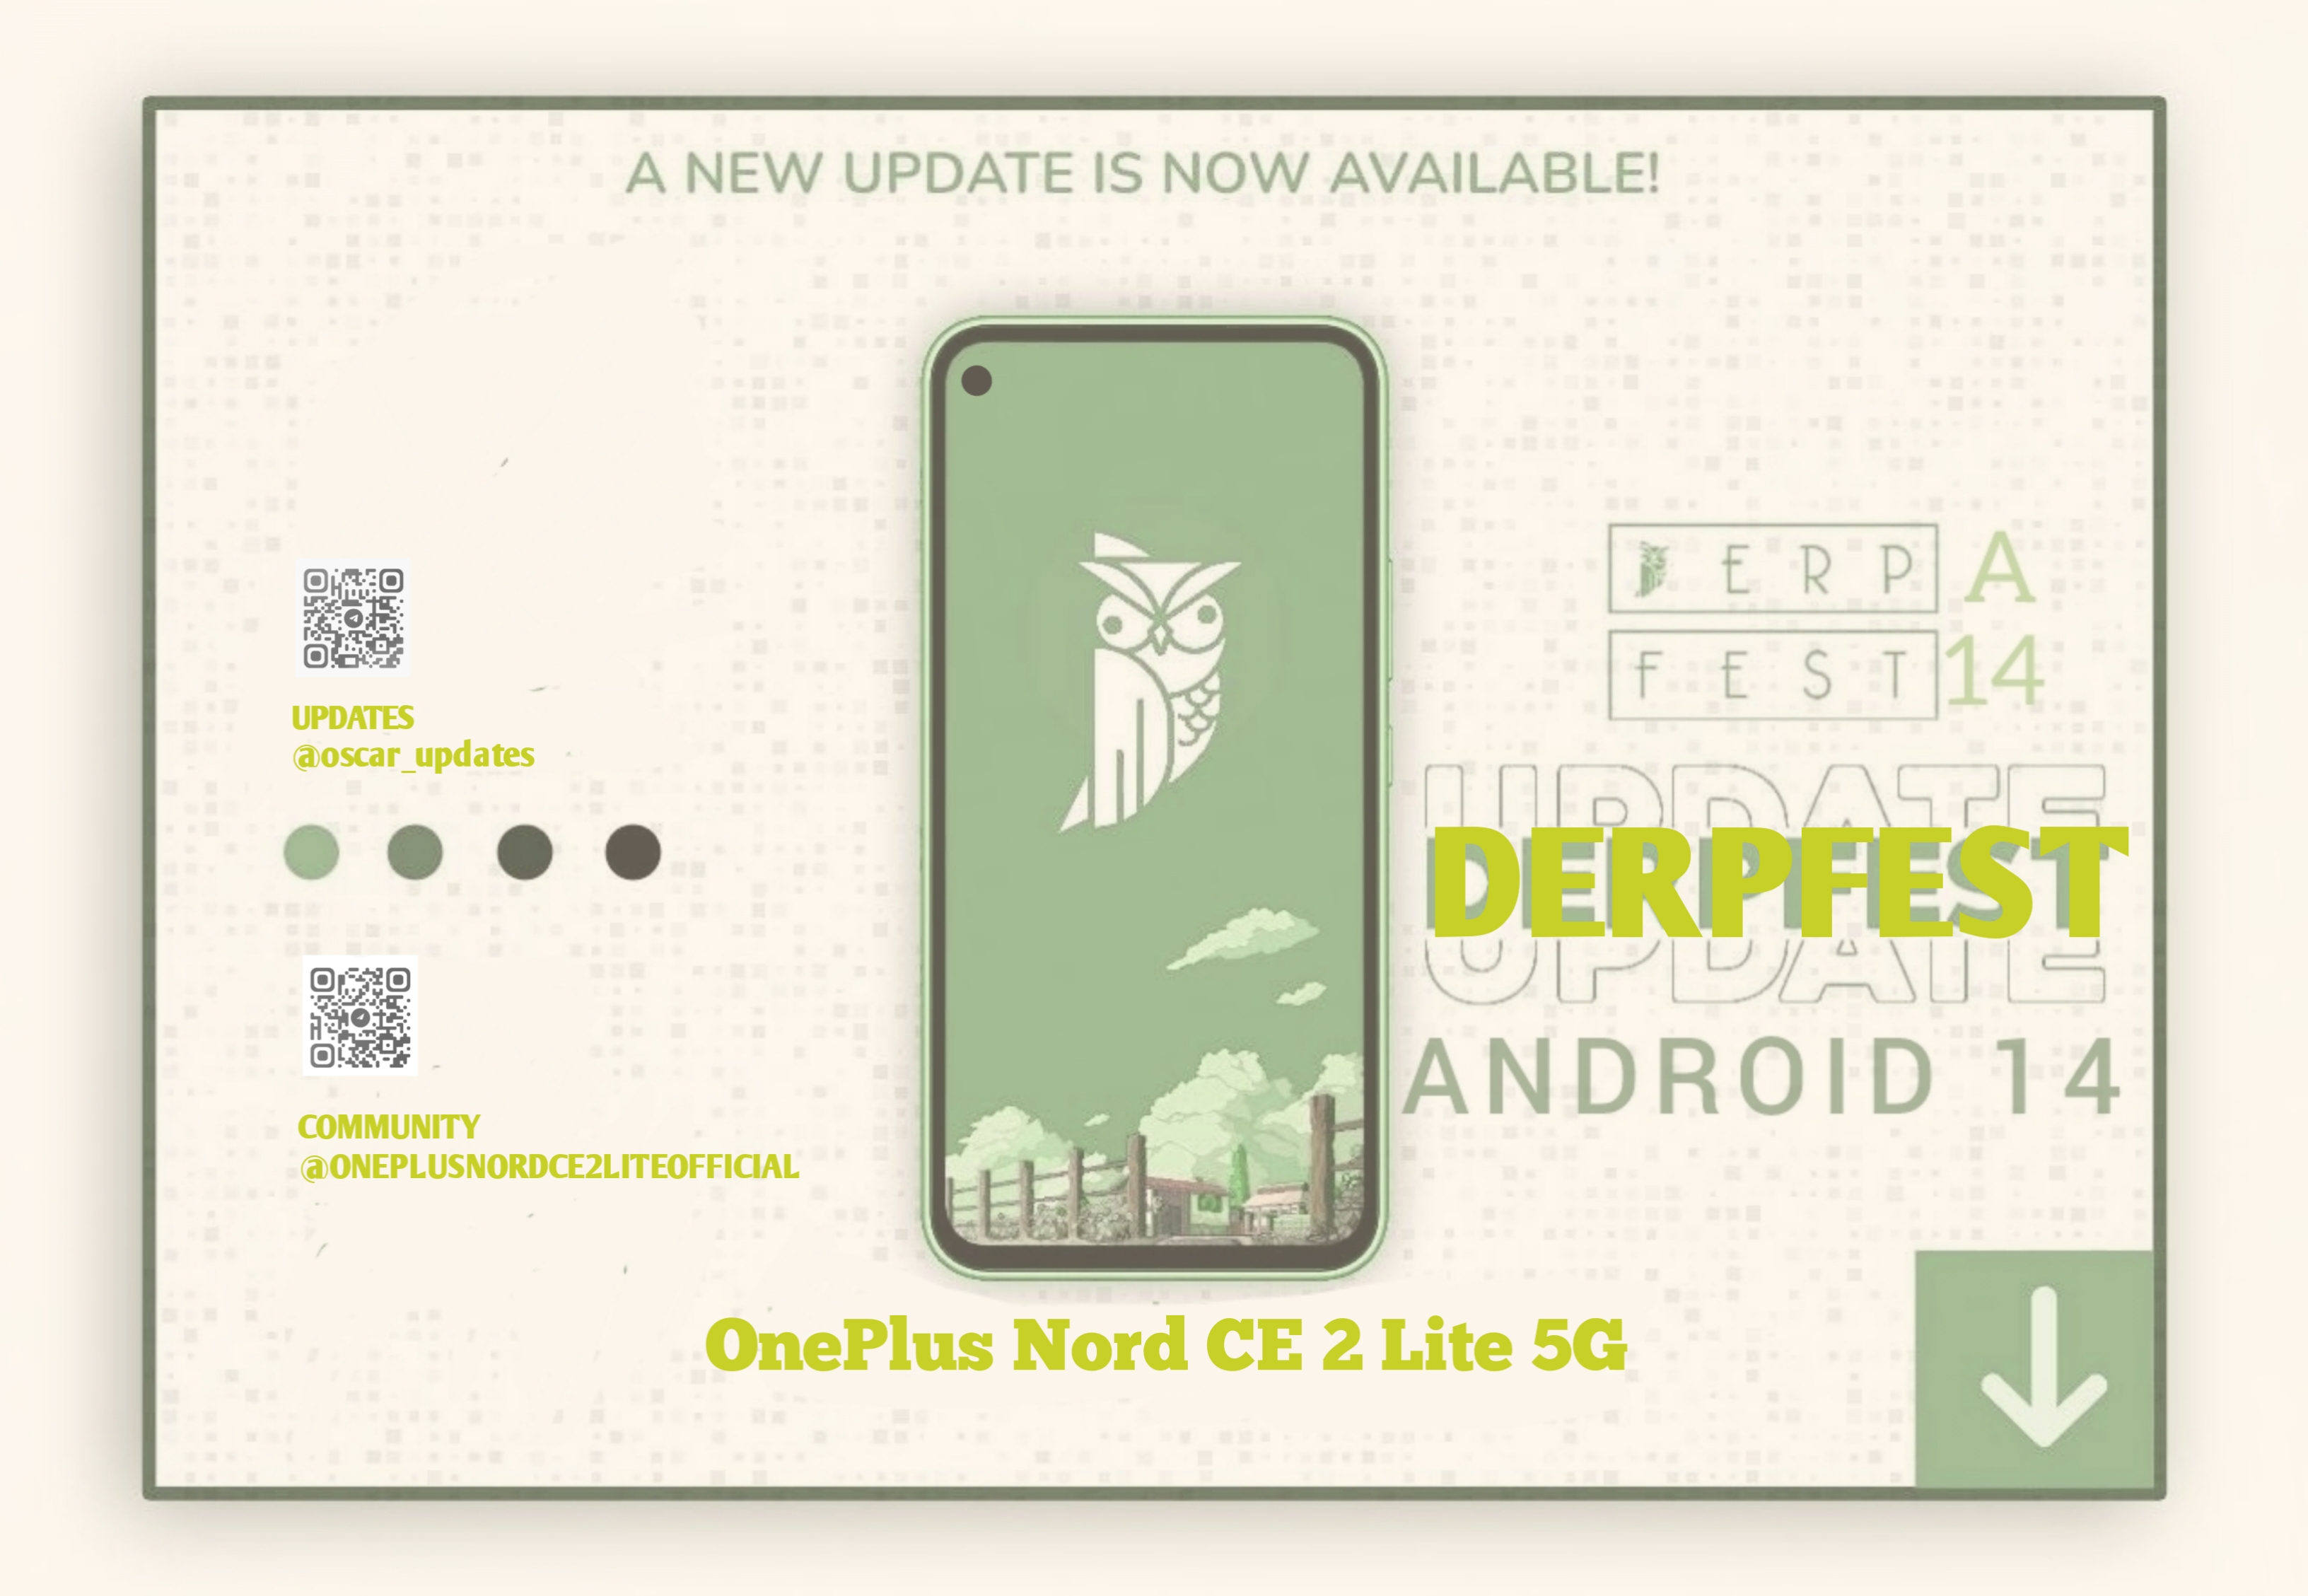 A NEW UPDATE IS NOW AVAILABLE!
UPDATES
@oscar_updates
COMMUNITY
@ONEPLUSNORDCE2LITEOFFICIAL
ERP
A
FEST
14
UPDATE
DERPFEST
UPDATE
ANDROID 14
OnePlus Nord CE 2 Lite 5G